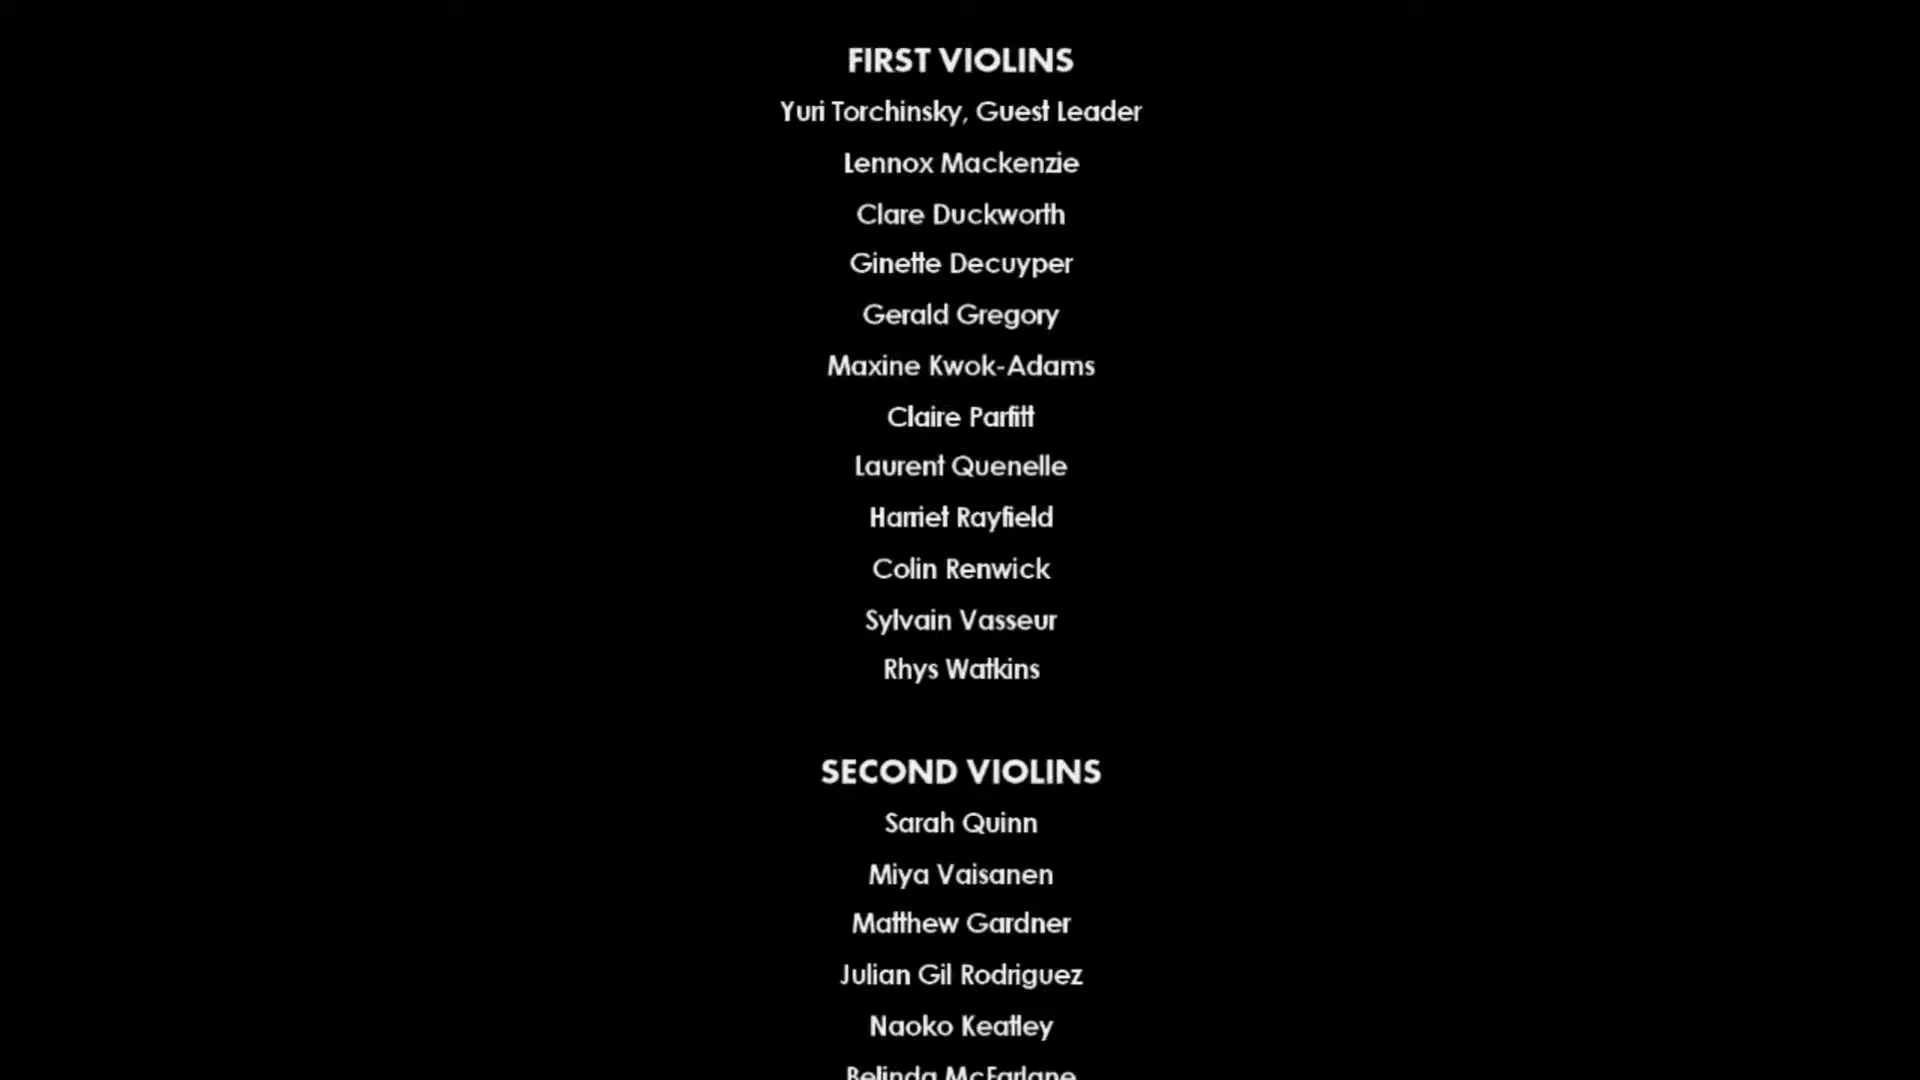 FIRST VIOLINS
Yuri Torchinsky, Guest Leader
Lennox Mackenzie
Clare Duckworth
Ginette Decuyper
Gerald Gregory
Maxine Kwok-Adams
Claire Parfitt
Laurent Quenelle
Harriet Rayfield
Colin Renwick
Sylvain Vasseur
Rhys Watkins
SECOND VIOLINS
Sarah Quinn
Miya Vaisanen
Matthew Gardner
Julian Gil Rodriguez
Naoko Keatley
Belinda McFarlane